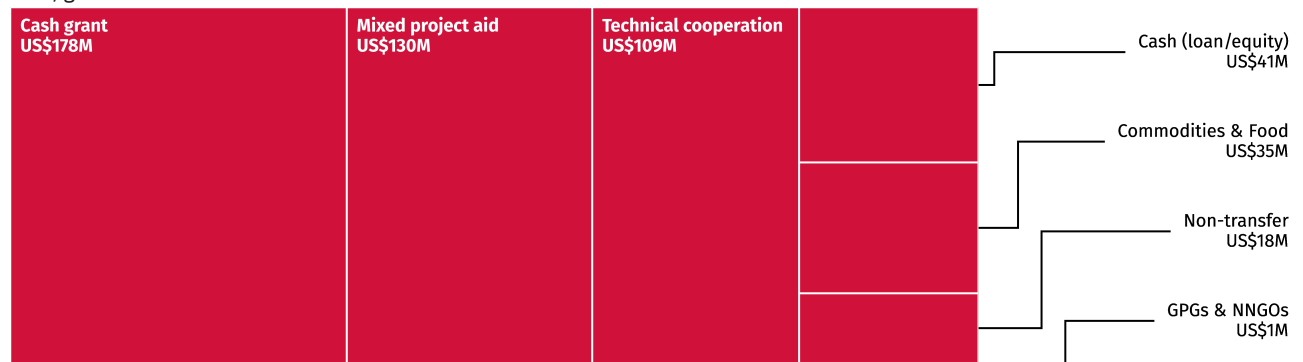 Cash grant
US$178M
Mixed project aid
US$130M
Technical cooperation
US$109M
Cash (loan/equity)
US$41M
Commodities & Food
US$35M
Non-transfer
US$18M
GPGs & NNGOs
US$1M